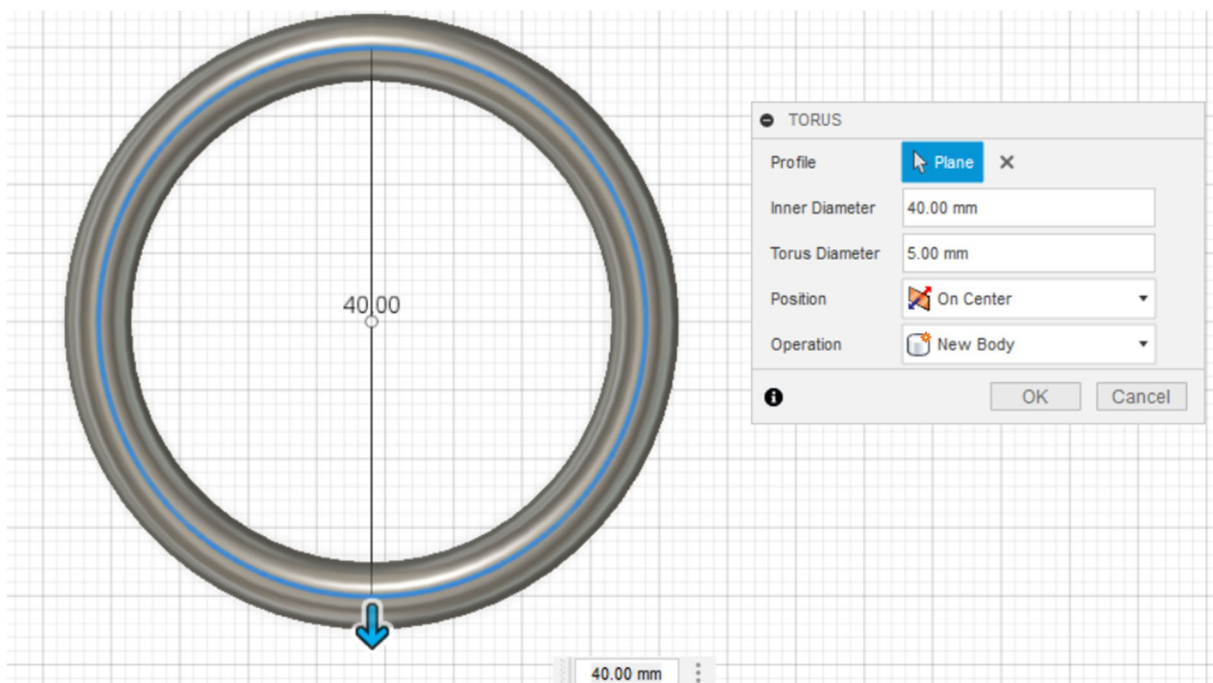 TORUS
Profile Plane
Inner Diameter 40.00 mm
Torus Diameter 5.00 mm
Position On Center
Operation New Body
OK Cancel
40.00
40.00 mm